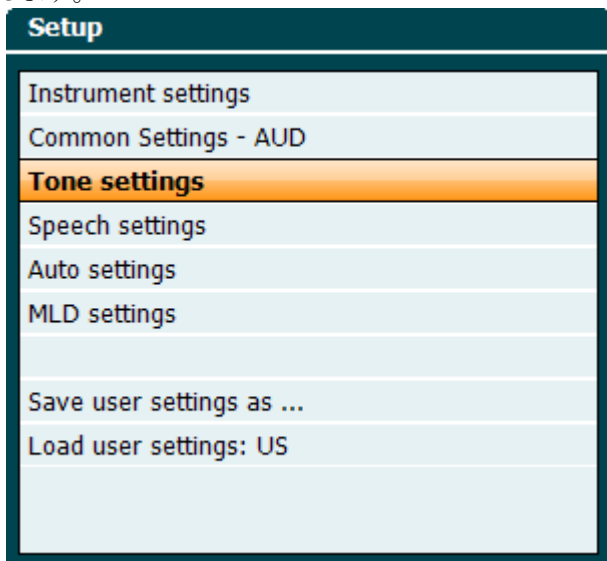 Setup
Instrument settings
Common Settings - AUD
Tone settings
Speech settings
Auto settings
MLD settings
Save user settings as ...
Load user settings: US